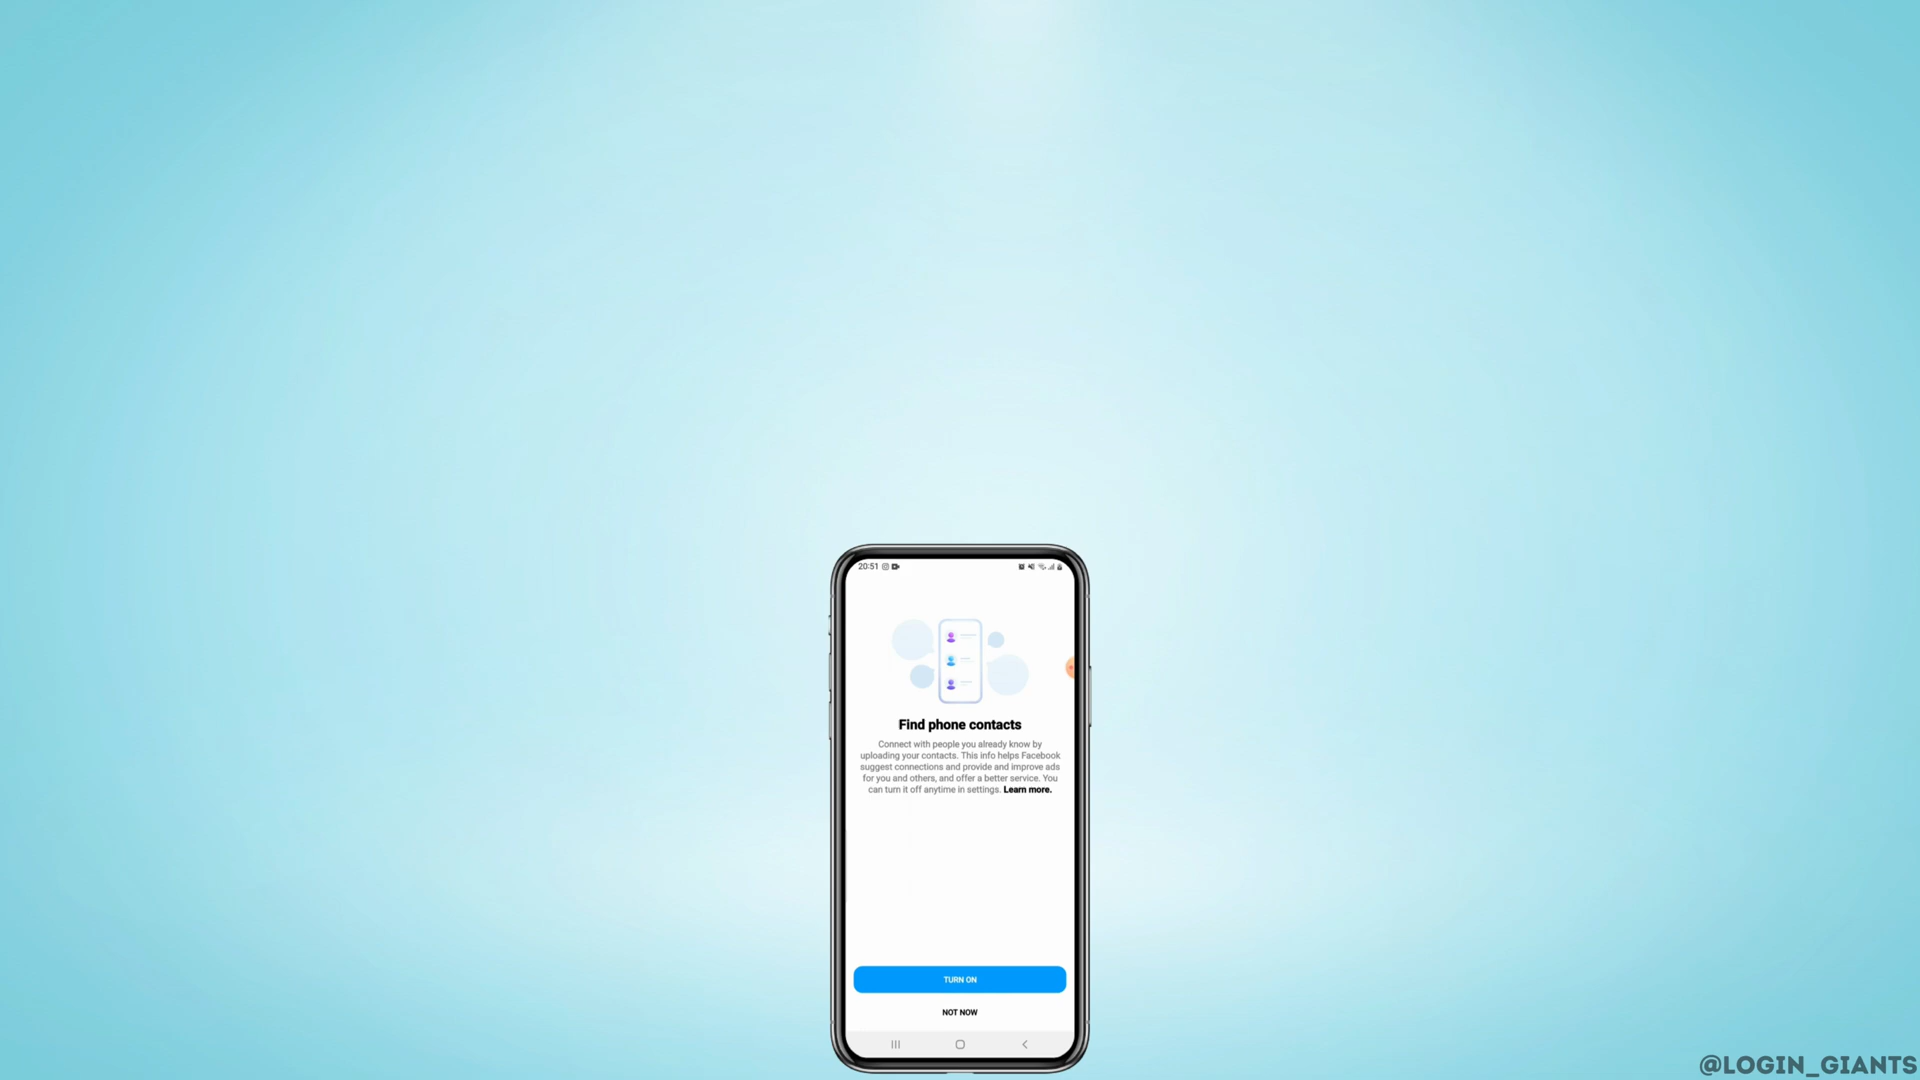 20:51
Find phone contacts
Connect with people you already know by
uploading your contacts. This info helps Facebook
suggest connections and provide and improve ads
for you and others, and offer a better service. You
can turn it off anytime in settings. Learn more.
TURN ON
NOT NOW
@LOGIN_GIANTS